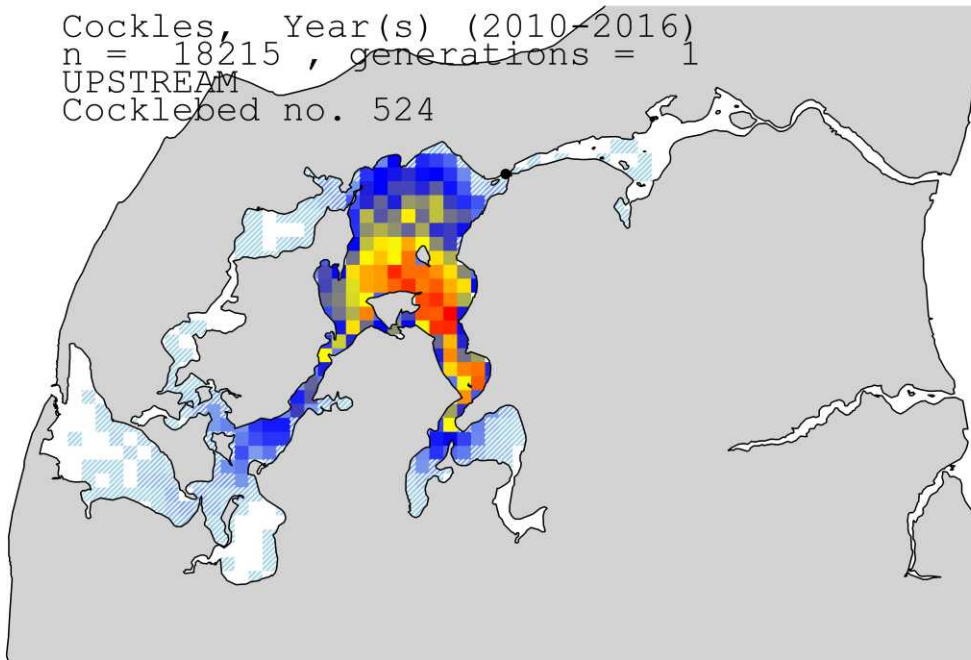 Cockles, Year(s) (2010-2016)
n = 18215 , generations = 1
UPSTREAM
Cocklebed no. 524